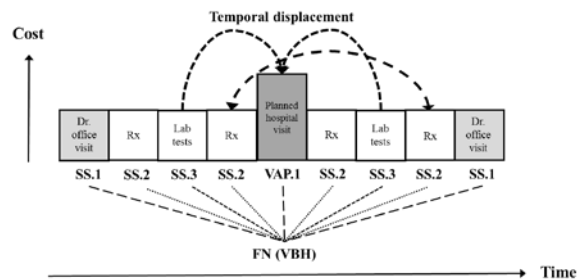 Temporal displacement
Cost
Dr. office visit
Rx
Lab tests
Rx
Planned hospital visit
Rx
Lab tests
Rx
Dr. office visit
SS.1 SS.2 SS.3 SS.2 VAP.1 SS.2 SS.3 SS.2 SS.1
FN (VBH)
Time